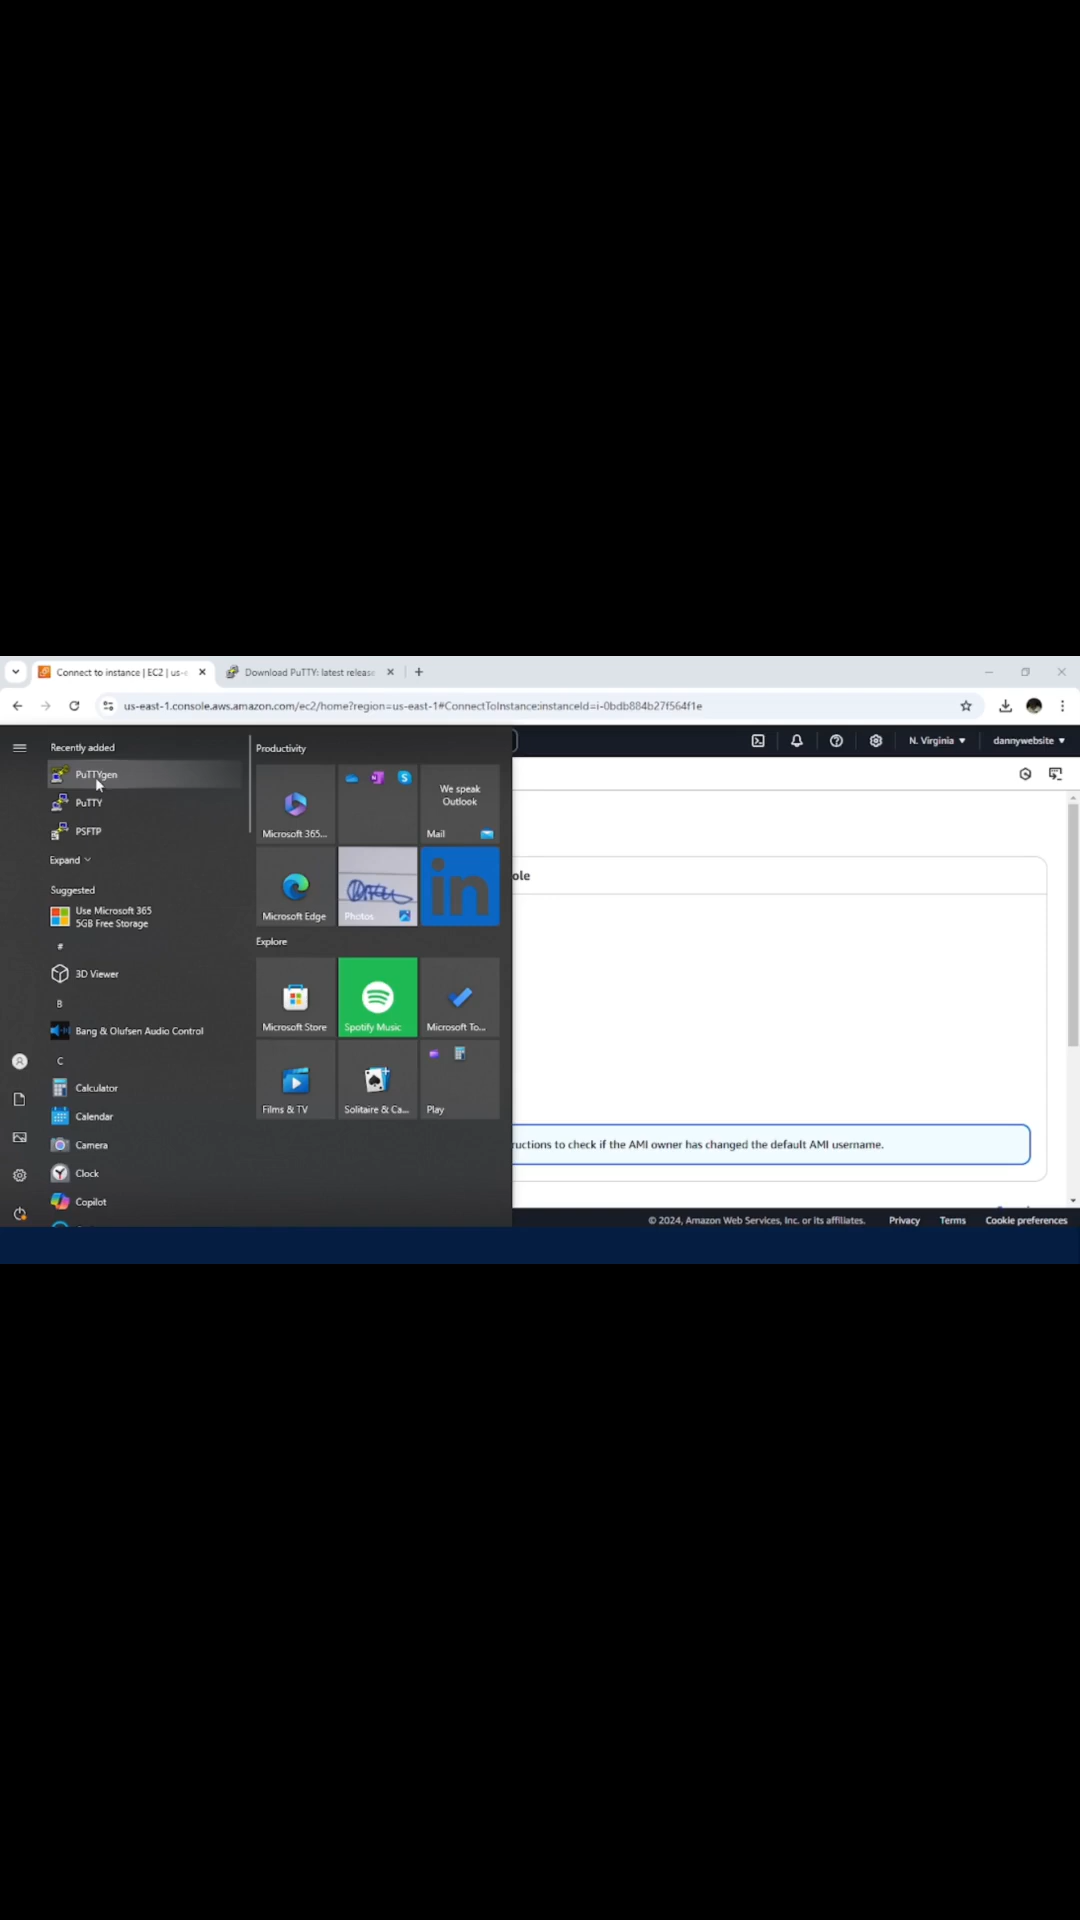 Connect to instance | EC2 | us-e
Download PuTTY: latest release
us-east-1.console.aws.amazon.com/ec2/home?region=us-east-1#ConnectToInstance:instanceId=i-0bdb884b27f564f1e
N. Virginia
dannywebsite
Recently added
PuTTYgen
PuTTY
PSFTP
Expand
Suggested
Use Microsoft 365
5GB Free Storage
#
3D Viewer
B
Bang & Olufsen Audio Control
C
Calculator
Calendar
Camera
Clock
Copilot
Productivity
Microsoft 365...
We speak
Outlook
Mail
Microsoft Edge
Photos
in
Explore
Microsoft Store
Spotify Music
Microsoft To...
Films & TV
Solitaire & Ca...
Play
ole
ructions to check if the AMI owner has changed the default AMI username.
© 2024, Amazon Web Services, Inc. or its affiliates.
Privacy
Terms
Cookie preferences